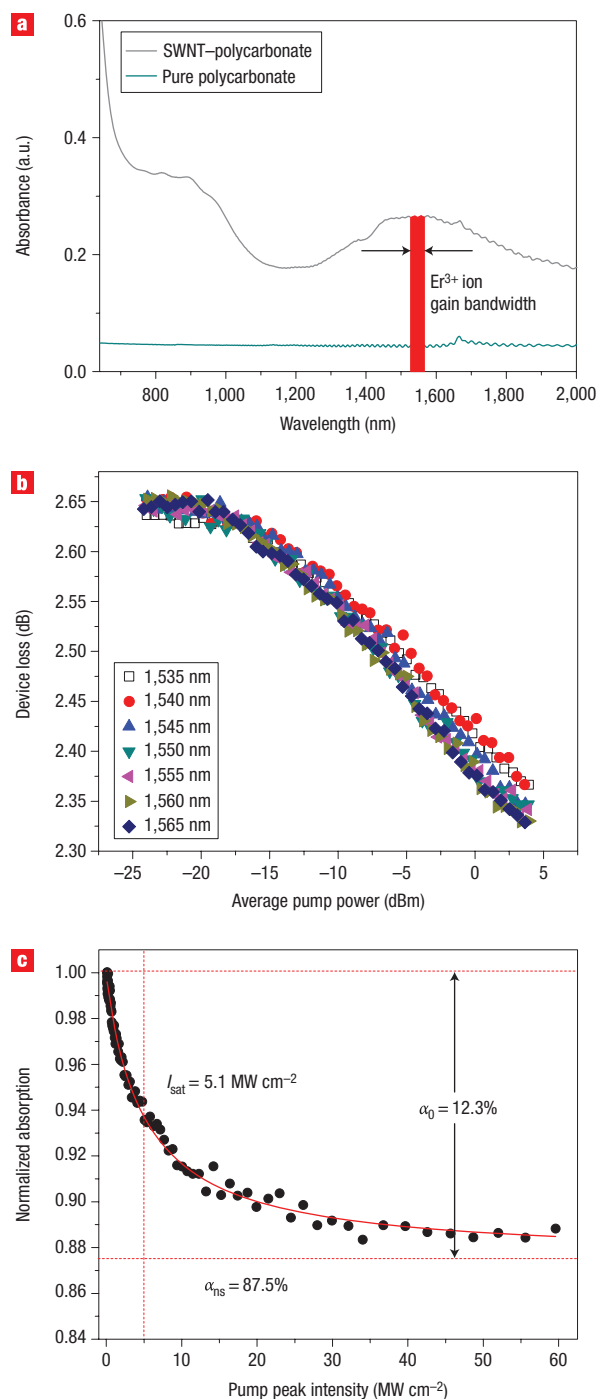 a
0.6
0.4
0.2
0.0
Absorbance (a.u.)
SWNT–polycarbonate
Pure polycarbonate
Er³⁺ ion
gain bandwidth
800 1,000 1,200 1,400 1,600 1,800 2,000
Wavelength (nm)
b
2.65
2.60
2.55
2.50
2.45
2.40
2.35
2.30
Device loss (dB)
1,535 nm
1,540 nm
1,545 nm
1,550 nm
1,555 nm
1,560 nm
1,565 nm
−25 −20 −15 −10 −5 0 5
Average pump power (dBm)
c
1.00
0.98
0.96
0.94
0.92
0.90
0.88
0.86
0.84
Normalized absorption
Isat = 5.1 MW cm⁻²
α₀ = 12.3%
αns = 87.5%
0 10 20 30 40 50 60
Pump peak intensity (MW cm⁻²)